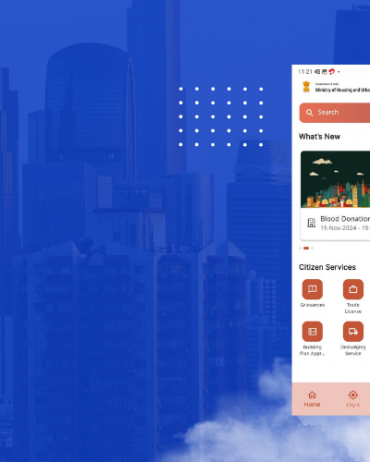 11:21
Ministry of Housing and Urba
Search
What's New
Blood Donation
15-Nov-2024 - 15-
Citizen Services
Grievances
Trade
License
Building
Plan Appr...
Desludging
Service
Home